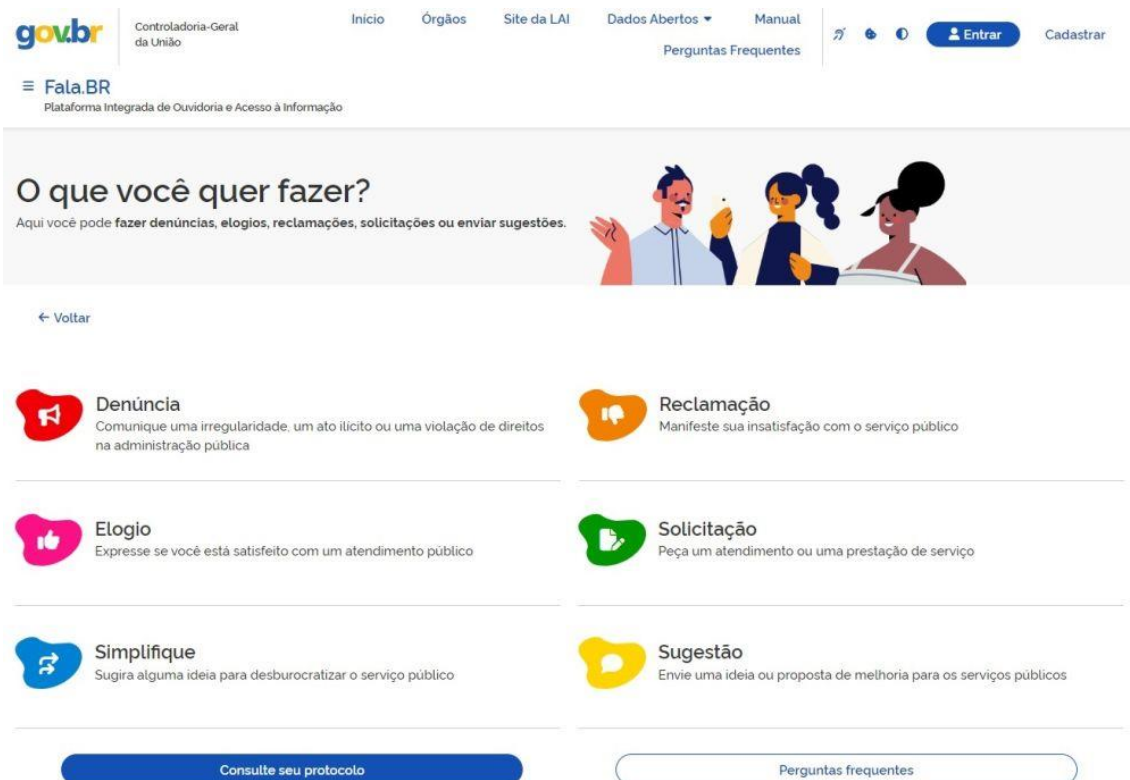 gov.br
Controladoria-Geral
da União
Início Órgãos Site da LAI Dados Abertos Manual
Perguntas Frequentes
Entrar
Cadastrar
Fala.BR
Plataforma Integrada de Ouvidoria e Acesso à Informação
O que você quer fazer?
Aqui você pode fazer denúncias, elogios, reclamações, solicitações ou enviar sugestões.
← Voltar
Denúncia
Comunique uma irregularidade, um ato ilícito ou uma violação de direitos
na administração pública
Reclamação
Manifeste sua insatisfação com o serviço público
Elogio
Expresse se você está satisfeito com um atendimento público
Solicitação
Peça um atendimento ou uma prestação de serviço
Simplifique
Sugira alguma ideia para desburocratizar o serviço público
Sugestão
Envie uma ideia ou proposta de melhoria para os serviços públicos
Consulte seu protocolo
Perguntas frequentes